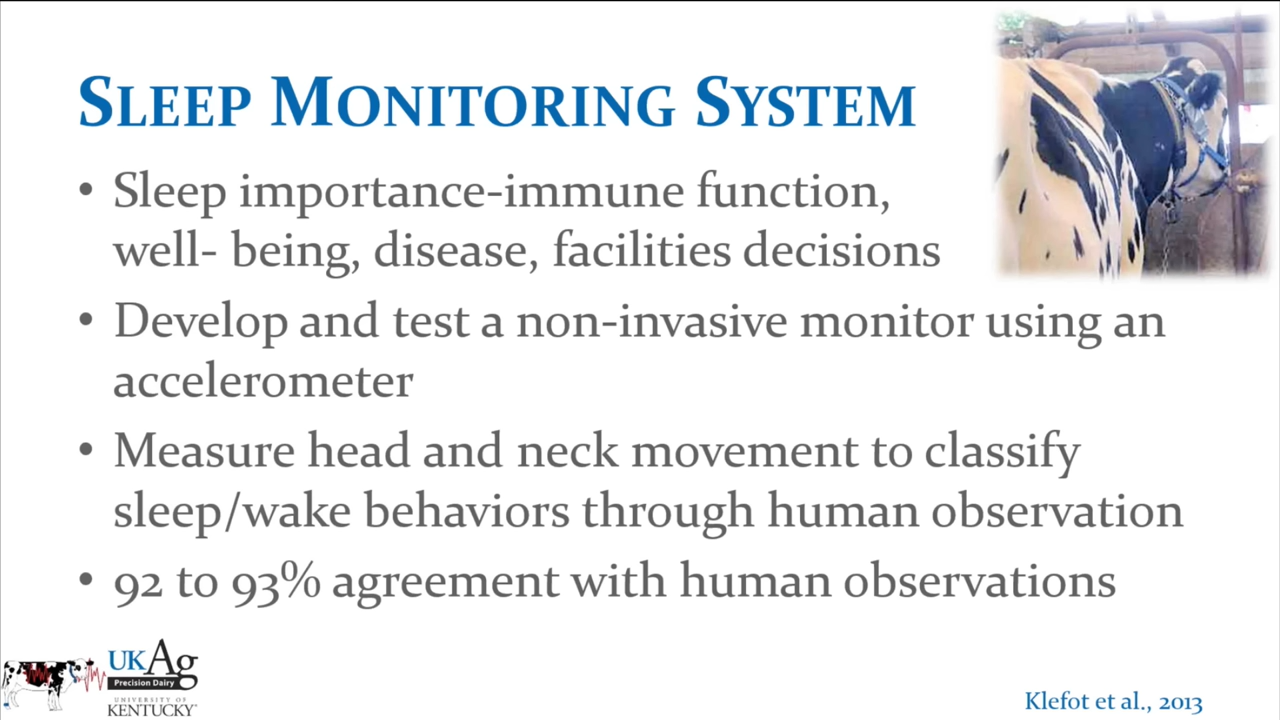 SLEEP MONITORING SYSTEM
• Sleep importance-immune function,
well- being, disease, facilities decisions
• Develop and test a non-invasive monitor using an
accelerometer
• Measure head and neck movement to classify
sleep/wake behaviors through human observation
• 92 to 93% agreement with human observations
UKAg
Precision Dairy
UNIVERSITY OF
KENTUCKY
Klefot et al., 2013